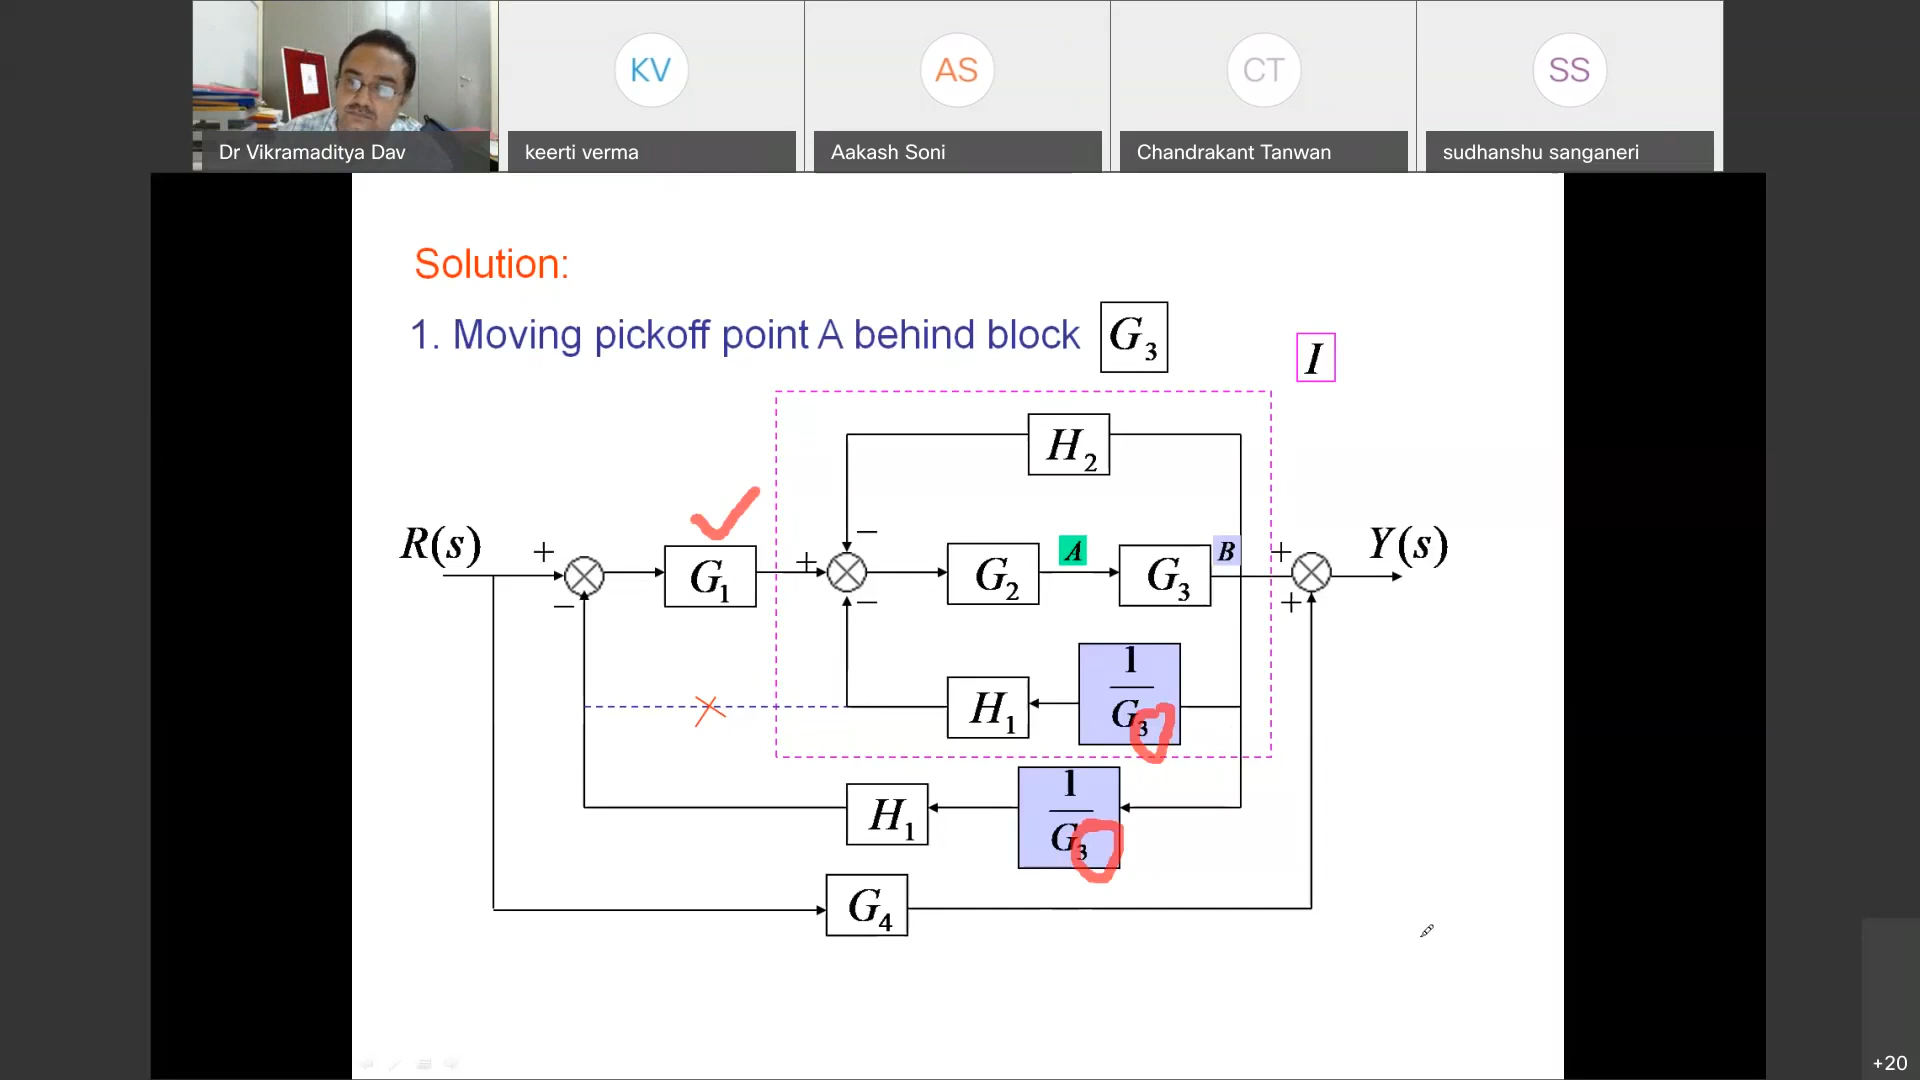 KV
AS
CT
SS
Dr Vikramaditya Dav
keerti verma
Aakash Soni
Chandrakant Tanwan
sudhanshu sanganeri
Solution:
1. Moving pickoff point A behind block G₃
I
H₂
R(s) + − G₁ + − − G₂ A G₃ B + + Y(s)
H₁ 1/G₃
H₁ 1/G₃
G₄
+20